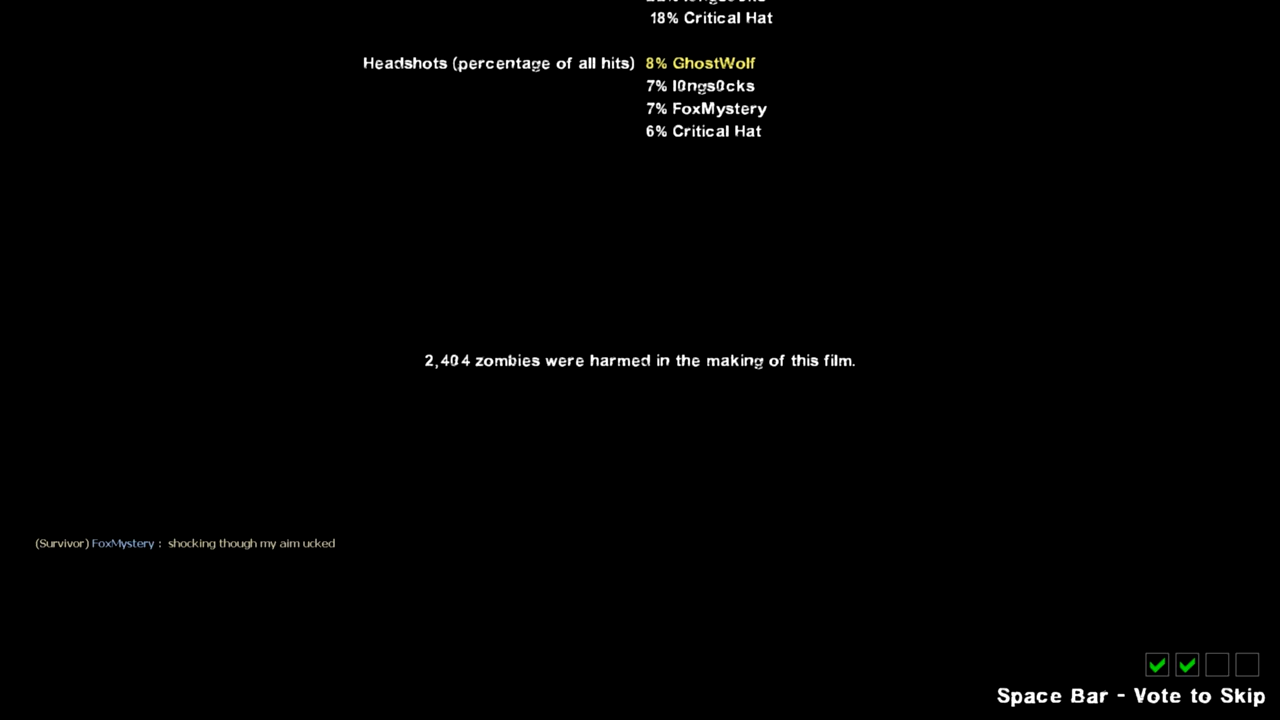 18% Critical Hat
Headshots (percentage of all hits) 8% GhostWolf
7% l0ngs0cks
7% FoxMystery
6% Critical Hat
2,404 zombies were harmed in the making of this film.
(Survivor) FoxMystery : shocking though my aim ucked
Space Bar - Vote to Skip